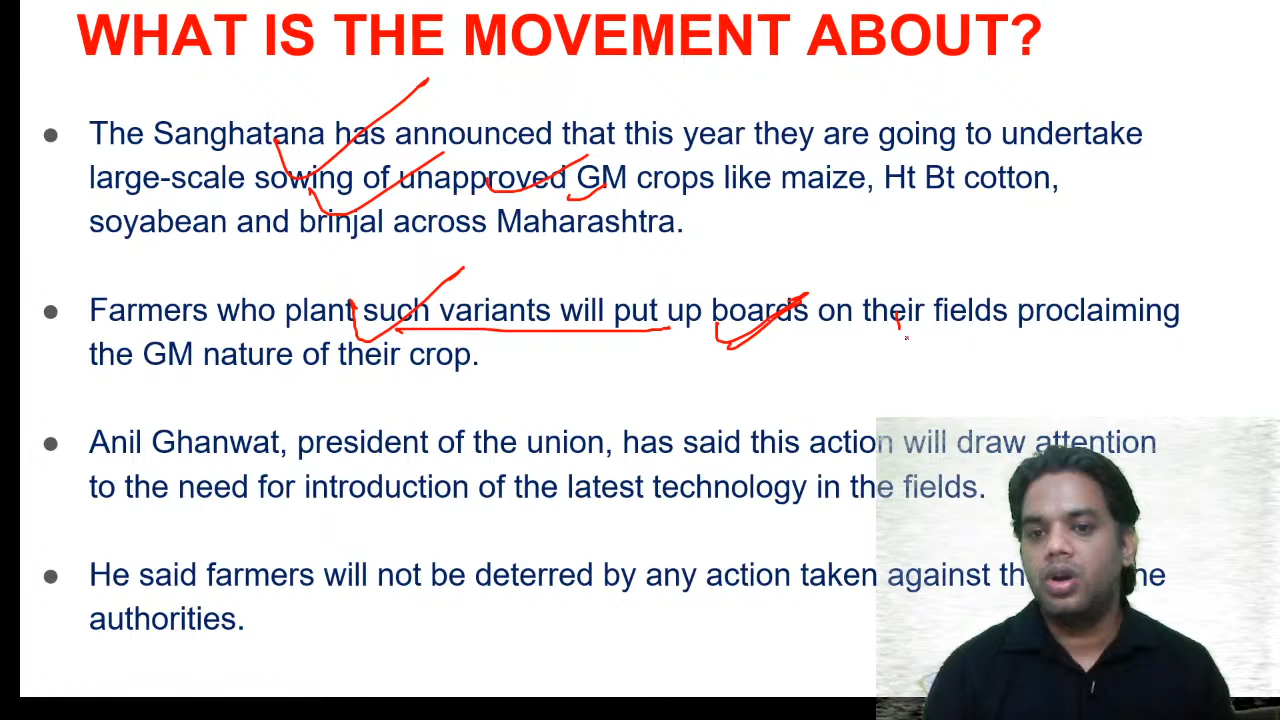 WHAT IS THE MOVEMENT ABOUT?
● The Sanghatana has announced that this year they are going to undertake
large-scale sowing of unapproved GM crops like maize, Ht Bt cotton,
soyabean and brinjal across Maharashtra.
● Farmers who plant such variants will put up boards on their fields proclaiming
the GM nature of their crop.
● Anil Ghanwat, president of the union, has said this action will draw attention
to the need for introduction of the latest technology in the fields.
● He said farmers will not be deterred by any action taken against
authorities.